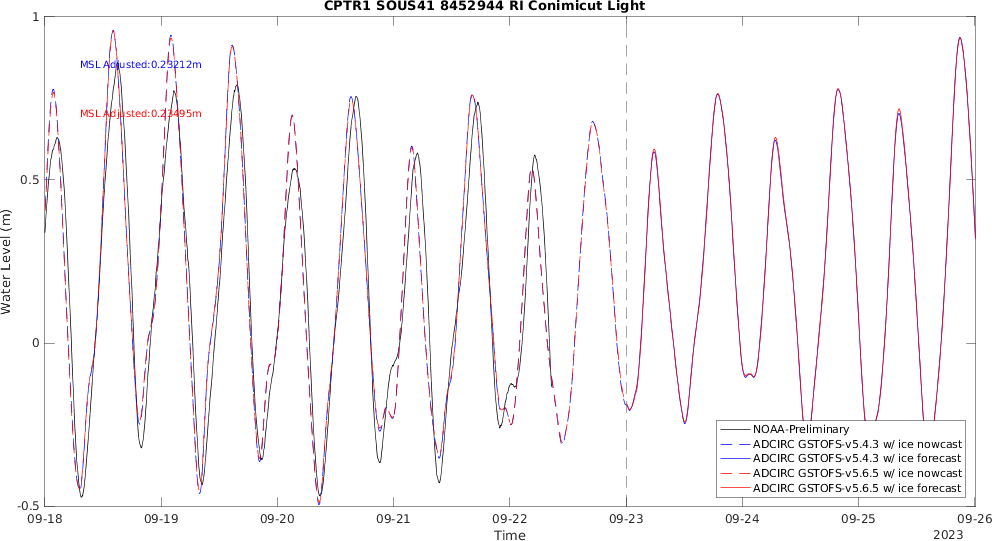 CPTR1 SOUS41 8452944 RI Conimicut Light
1
MSL Adjusted:0.23212m
MSL Adjusted:0.23495m
0.5
Water Level (m)
0
-0.5
NOAA-Preliminary
ADCIRC GSTOFS-v5.4.3 w/ ice nowcast
ADCIRC GSTOFS-v5.4.3 w/ ice forecast
ADCIRC GSTOFS-v5.6.5 w/ ice nowcast
ADCIRC GSTOFS-v5.6.5 w/ ice forecast
09-18 09-19 09-20 09-21 09-22 09-23 09-24 09-25 09-26
Time
2023